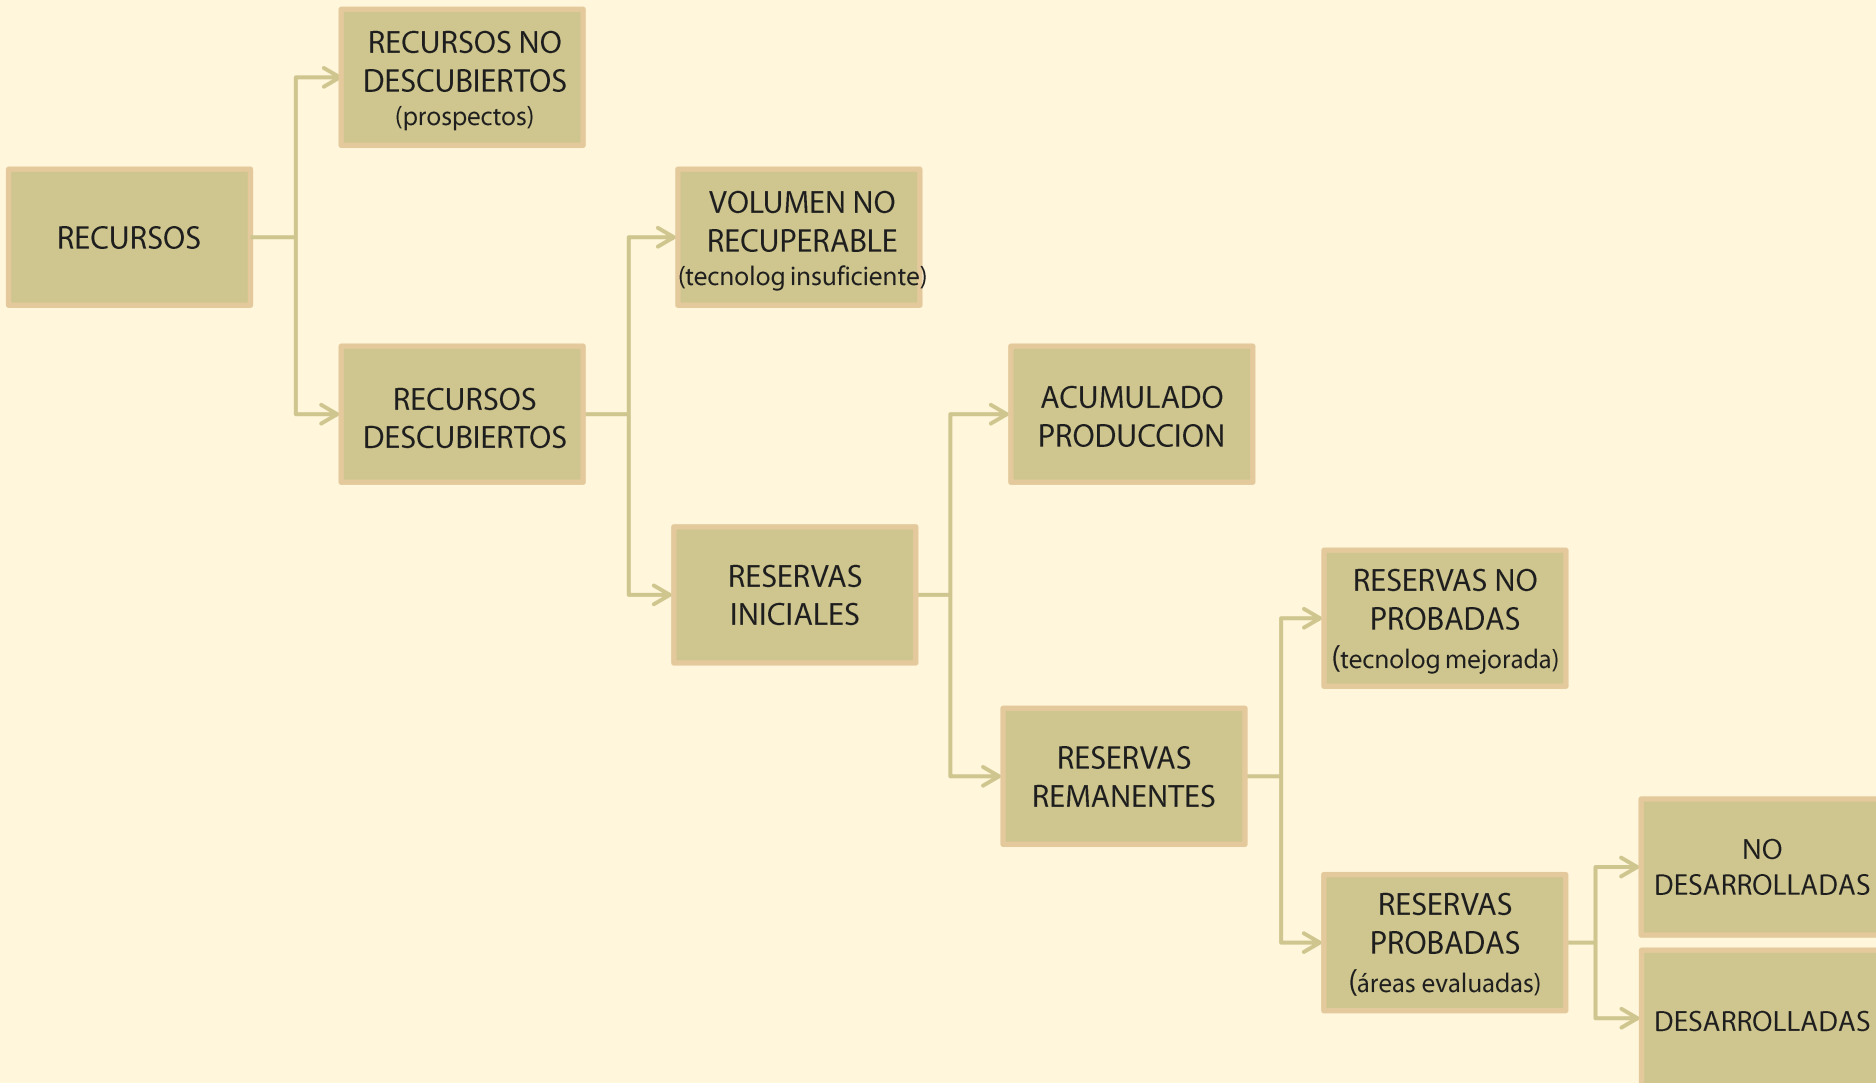 RECURSOS NO
DESCUBIERTOS
(prospectos)
RECURSOS
VOLUMEN NO
RECUPERABLE
(tecnolog insuficiente)
RECURSOS
DESCUBIERTOS
ACUMULADO
PRODUCCION
RESERVAS
INICIALES
RESERVAS NO
PROBADAS
(tecnolog mejorada)
RESERVAS
REMANENTES
NO
DESARROLLADAS
RESERVAS
PROBADAS
(áreas evaluadas)
DESARROLLADAS